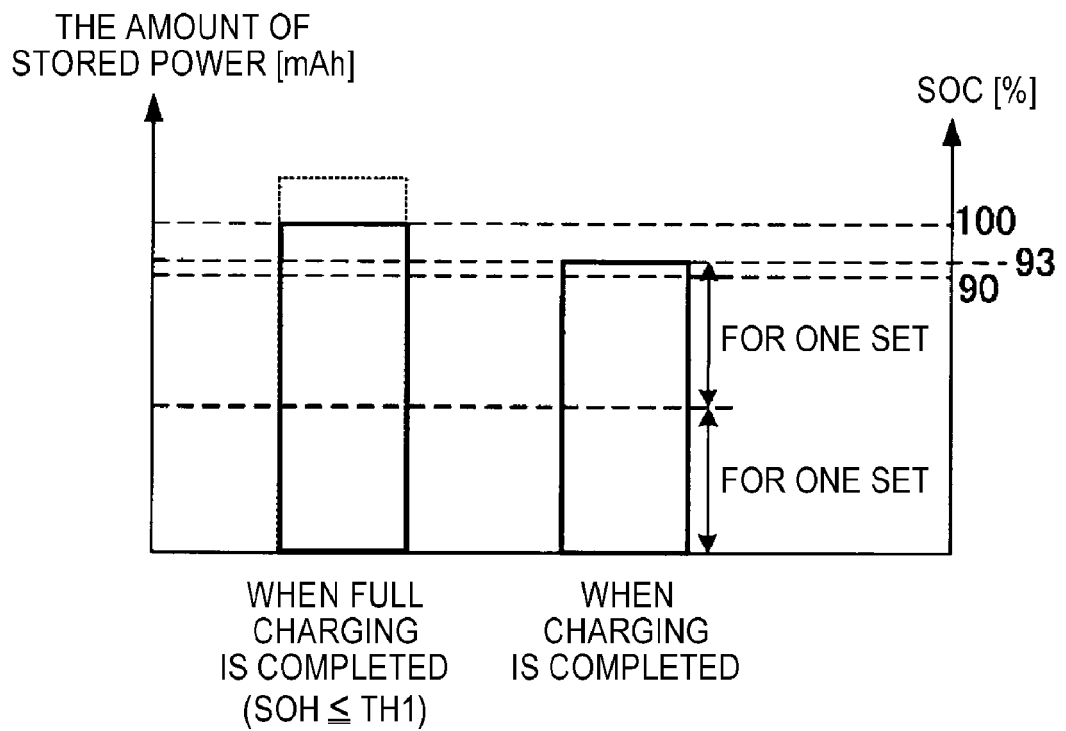 THE AMOUNT OF
STORED POWER [mAh]
SOC [%]
100
93
90
FOR ONE SET
FOR ONE SET
WHEN FULL
CHARGING
IS COMPLETED
(SOH ≦ TH1)
WHEN
CHARGING
IS COMPLETED